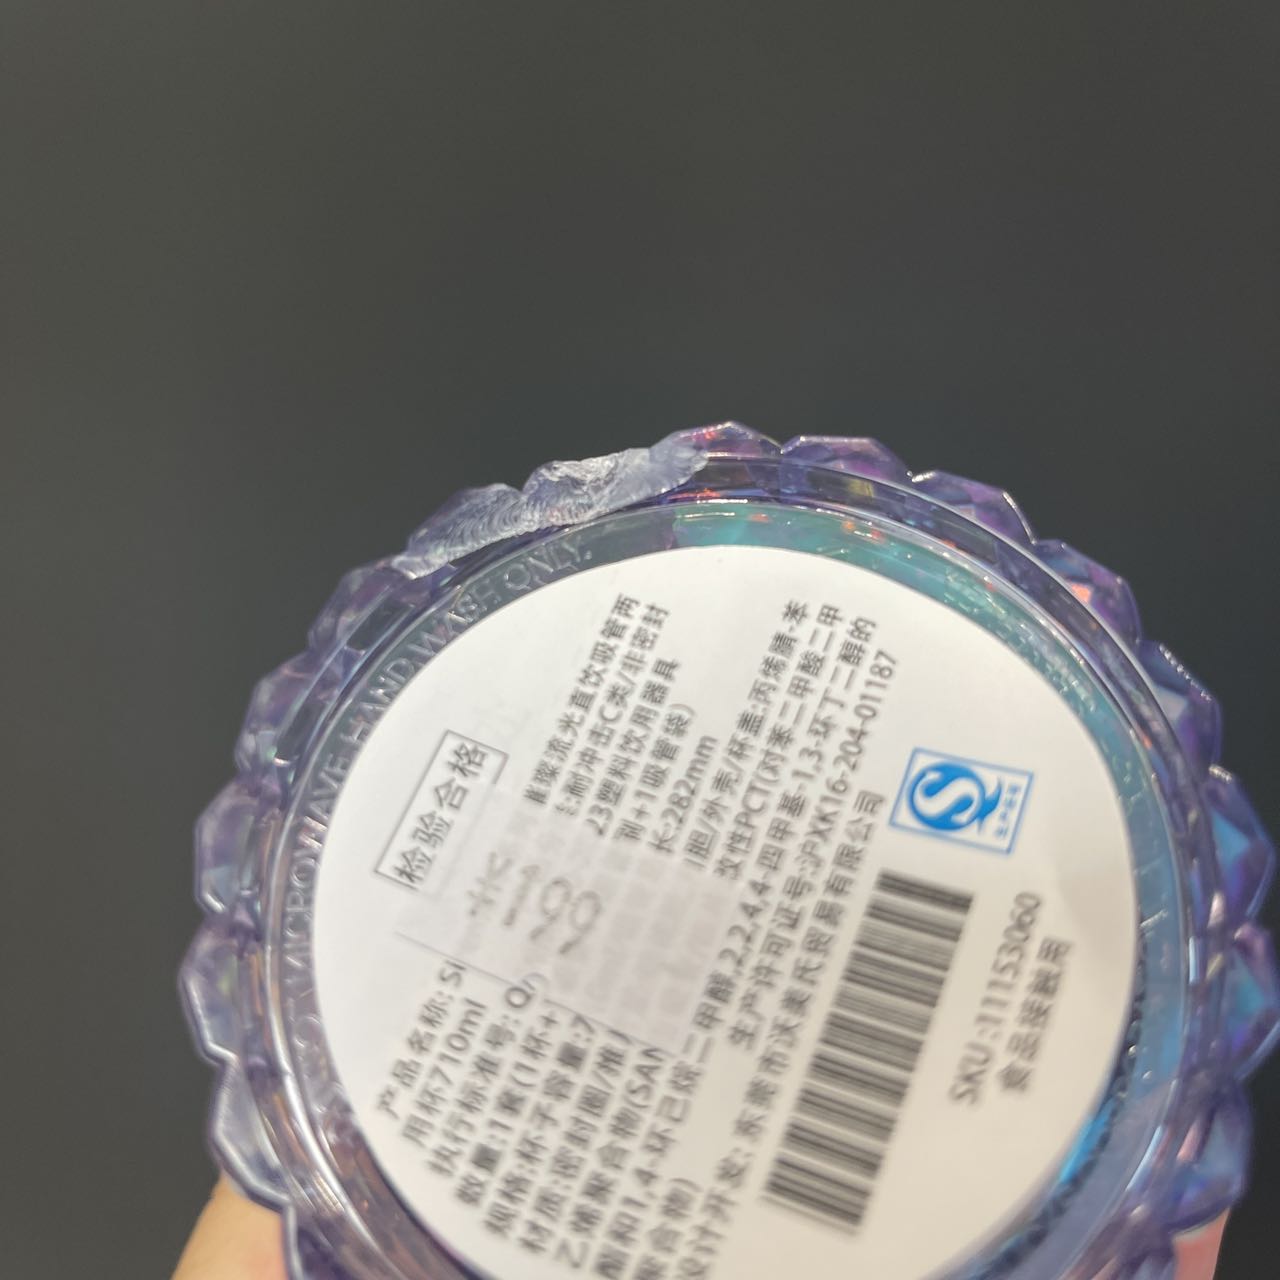 HAND WASH ONLY.
检验合格
¥199
产品名称: S
璨流光直饮吸管两
用杯710ml
耐冲击C类/非密封
执行标准号: Q/
23塑料饮用器具
数量:1套(1杯+
+1吸管袋)
规格:杯子容量:7
长:282mm
材质:密封圈/
胆/外壳/杯盖:丙烯腈-苯
乙烯聚合物(SAN
改性PCT(对苯二甲酸二甲
酯和1,4-环己烷二甲醇,2,2,4,4-四甲基-1,3-环丁二醇的
聚合物)
生产许可证号:沪XK16-204-01187
设计开发: 东莞市沃美氏贸易有限公司
SKU:11153060
食品接触用